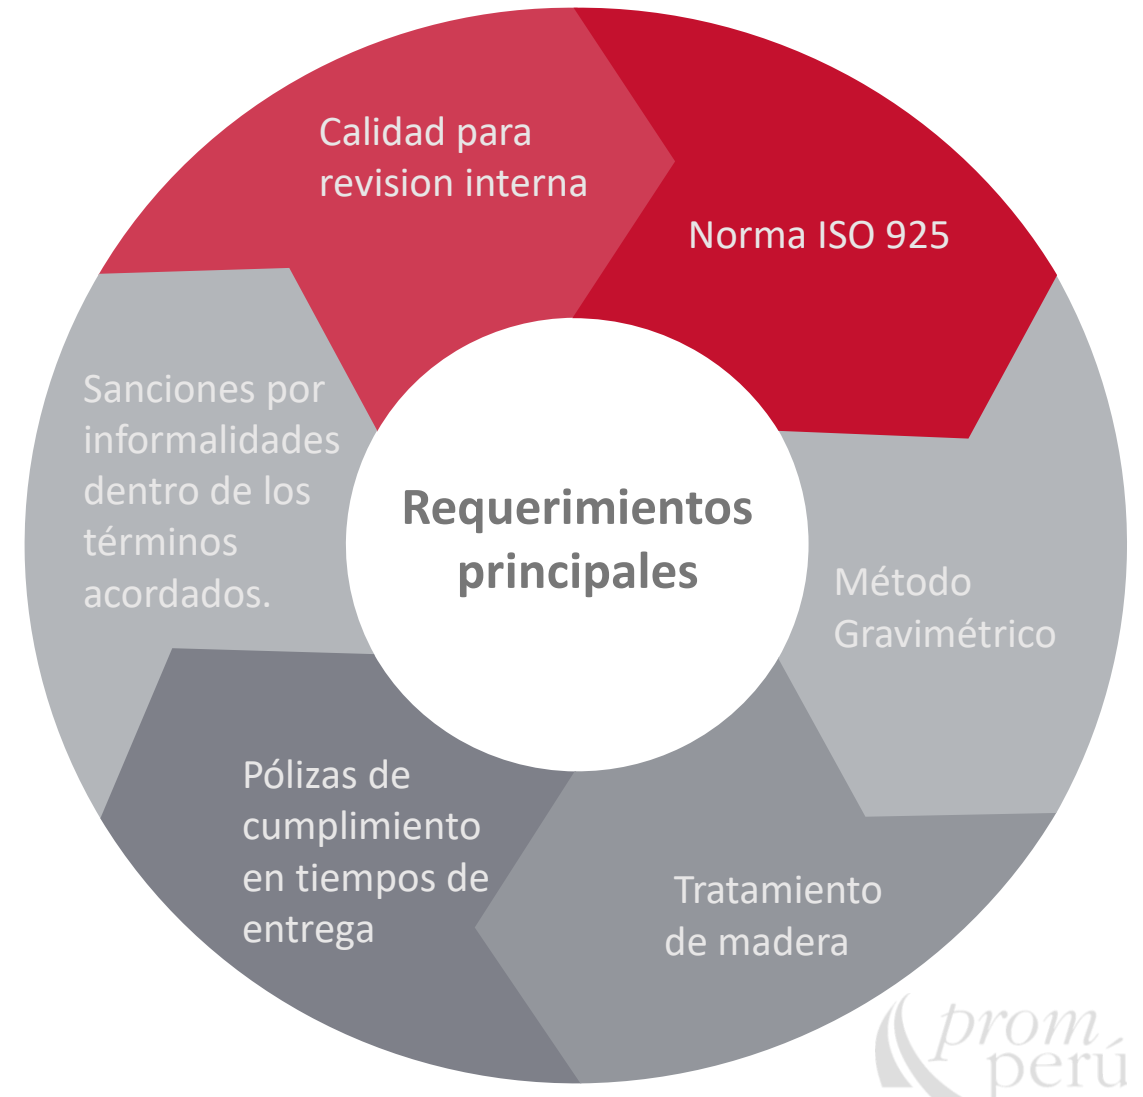 Calidad para
revision interna
Norma ISO 925
Sanciones por
informalidades
dentro de los
términos
acordados.
Requerimientos
principales
Método
Gravimétrico
Pólizas de
cumplimiento
en tiempos de
entrega
Tratamiento
de madera
prom
perú